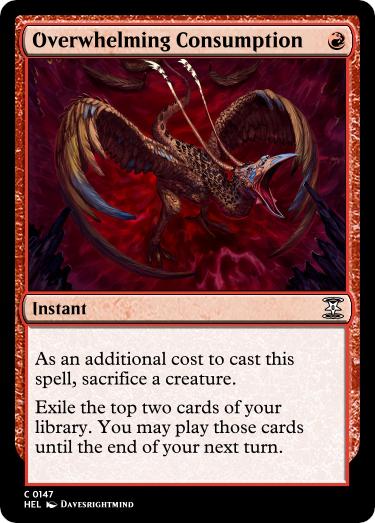 Overwhelming Consumption
Instant
As an additional cost to cast this
spell, sacrifice a creature.
Exile the top two cards of your
library. You may play those cards
until the end of your next turn.
C 0147
HEL DAVESRIGHTMIND